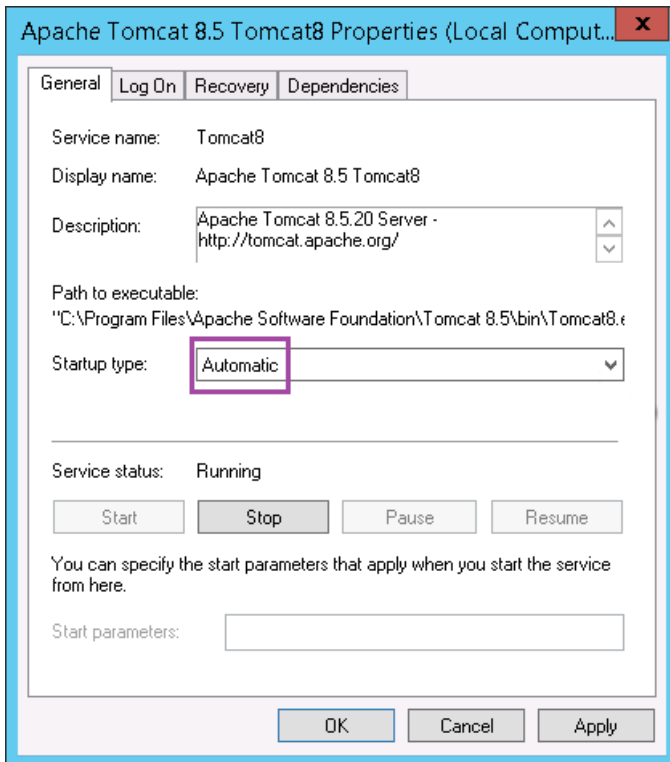 Apache Tomcat 8.5 Tomcat8 Properties (Local Comput... x
General Log On Recovery Dependencies
Service name: Tomcat8
Display name: Apache Tomcat 8.5 Tomcat8
Description: Apache Tomcat 8.5.20 Server -
http://tomcat.apache.org/
Path to executable:
"C:\Program Files\Apache Software Foundation\Tomcat 8.5\bin\Tomcat8.e
Startup type: Automatic
Service status: Running
Start Stop Pause Resume
You can specify the start parameters that apply when you start the service
from here.
Start parameters:
OK Cancel Apply